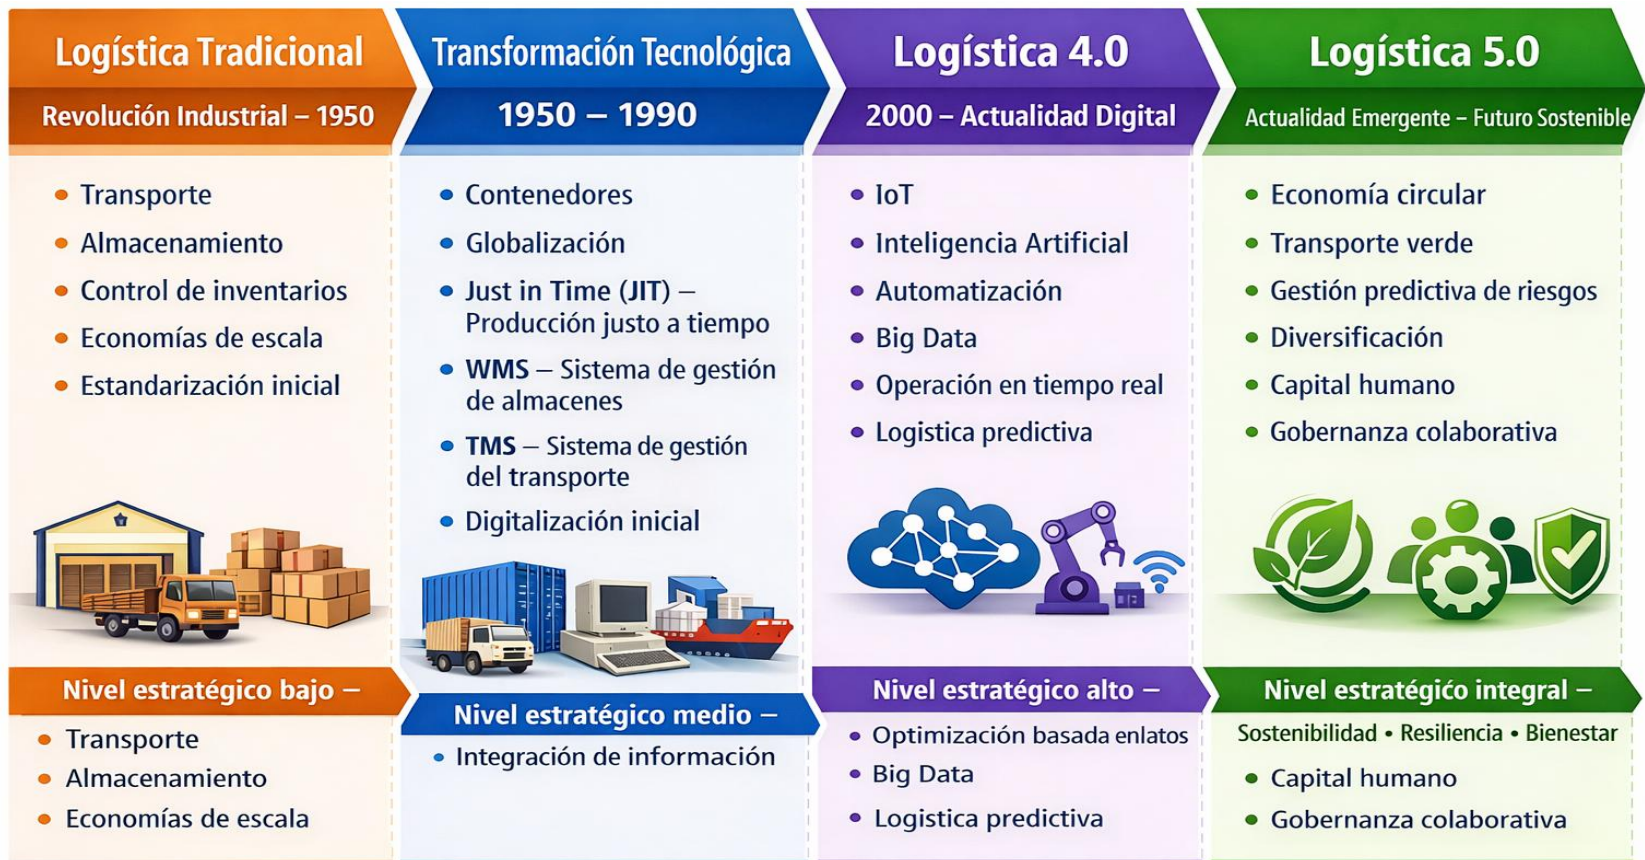 Logística Tradicional
Revolución Industrial – 1950
• Transporte
• Almacenamiento
• Control de inventarios
• Economías de escala
• Estandarización inicial
Nivel estratégico bajo –
• Transporte
• Almacenamiento
• Economías de escala
Transformación Tecnológica
1950 – 1990
• Contenedores
• Globalización
• Just in Time (JIT) –
Producción justo a tiempo
• WMS – Sistema de gestión
de almacenes
• TMS – Sistema de gestión
del transporte
• Digitalización inicial
Nivel estratégico medio –
• Integración de información
Logística 4.0
2000 – Actualidad Digital
• IoT
• Inteligencia Artificial
• Automatización
• Big Data
• Operación en tiempo real
• Logistica predictiva
Nivel estratégico alto –
• Optimización basada enlatos
• Big Data
• Logistica predictiva
Logística 5.0
Actualidad Emergente – Futuro Sostenible
• Economía circular
• Transporte verde
• Gestión predictiva de riesgos
• Diversificación
• Capital humano
• Gobernanza colaborativa
Nivel estratégićo integral –
Sostenibilidad • Resiliencia • Bienestar
• Capital humano
• Gobernanza colaborativa